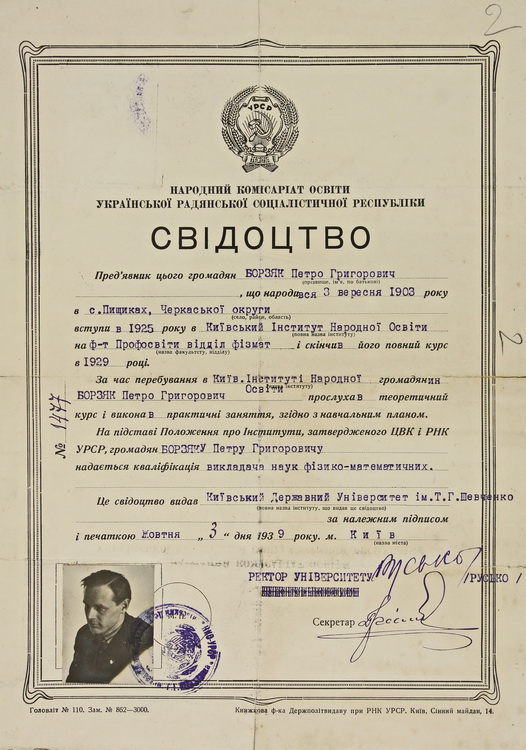 2
УРСР
НАРОДНИЙ КОМІСАРІАТ ОСВІТИ
УКРАЇНСЬКОЇ РАДЯНСЬКОЇ СОЦІАЛІСТИЧНОЇ РЕСПУБЛІКИ
СВІДОЦТВО
Пред'явник цього громадян БОРЗЯК Петро Григорович
(прізвище, ім'я, по батькові)
, що народився 3 вересня 1903 року
в с.Пищиках, Черкаської округи
(село, район, область)
вступи в 1925 року в Київський Інститут Народної Освіти
(повна назва інституту)
на ф-т Профосвіти відділ фізмат і скінчив його повний курс
(назва факультету, відділу)
в 1929 році.
За час перебування в Київ.Інституті Народної громадянин
Освіти
БОРЗЯК Петро Григорович прослухав теоретичний
курс і виконав практичні заняття, згідно з навчальним планом.
На підставі Положення про Інститути, затвердженого ЦВК і РНК
УРСР, громадян БОРЗЯКУ Петру Григоровичу
надається кваліфікація викладача наук фізико-математичних.
№ 1477
2
Це свідоцтво видав Київський Державний Університет ім.Т.Г.Шевченко
(повна назва інституту, що видав це свідоцтво)
за належним підписом
і печаткою Жовтня „ 3 " дня 1939 року. м. Київ
(назва міста)
РЕКТОР УНІВЕРСИТЕТУ /РУСЬКО/
Секретар
Головліт № 110. Зам. № 862—3000.
Книжкова ф-ка Держполітвидаву при РНК УРСР. Київ, Сінний майдан, 14.